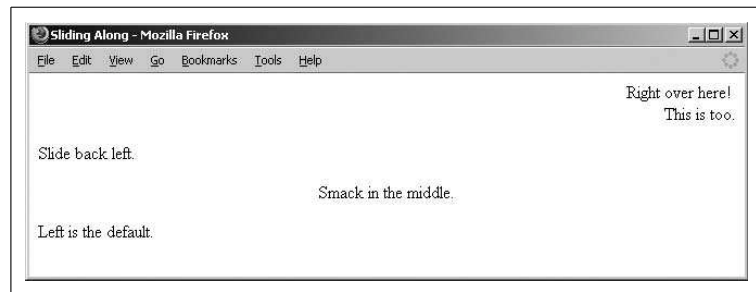 Sliding Along - Mozilla Firefox
File Edit View Go Bookmarks Tools Help
Right over here!
This is too.
Slide back left.
Smack in the middle.
Left is the default.